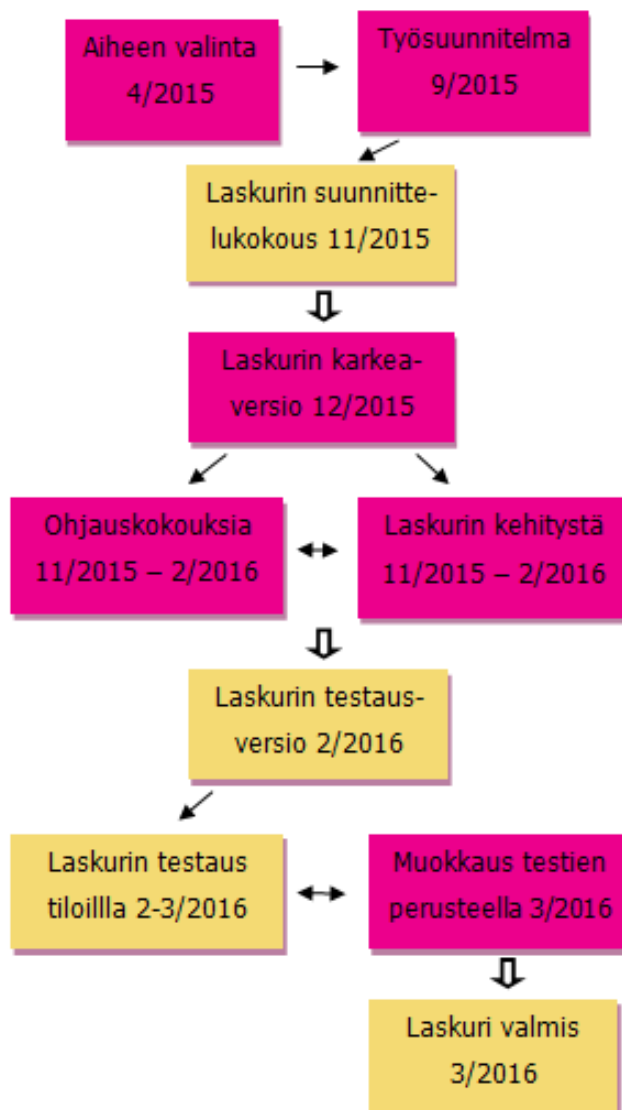 Aiheen valinta
4/2015
Työsuunnitelma
9/2015
Laskurin suunnitte-
lukokous 11/2015
Laskurin karkea-
versio 12/2015
Ohjauskokouksia
11/2015 – 2/2016
Laskurin kehitystä
11/2015 – 2/2016
Laskurin testaus-
versio 2/2016
Laskurin testaus
tiloillla 2-3/2016
Muokkaus testien
perusteella 3/2016
Laskuri valmis
3/2016